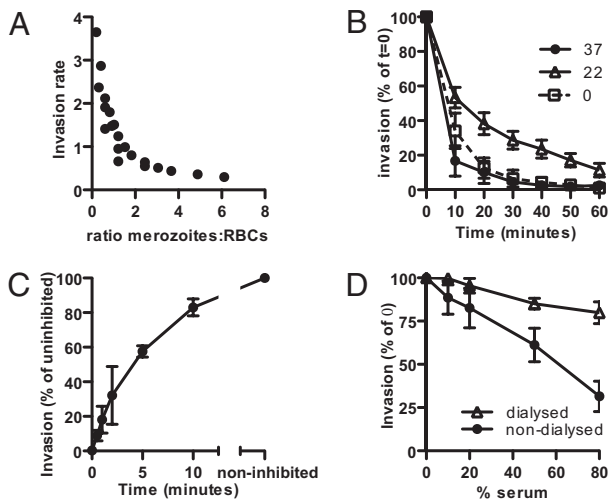 A
Invasion rate
4
3
2
1
0
0 2 4 6 8
ratio merozoites:RBCs
B
invasion (% of t=0)
100
80
60
40
20
0
37
22
0
0 10 20 30 40 50 60
Time (minutes)
C
Invasion (% of uninhibited)
100
80
60
40
20
0
0 5 10 non-inhibited
Time (minutes)
D
Invasion (% of 0)
100
75
50
25
0
dialysed
non-dialysed
0 20 40 60 80
% serum